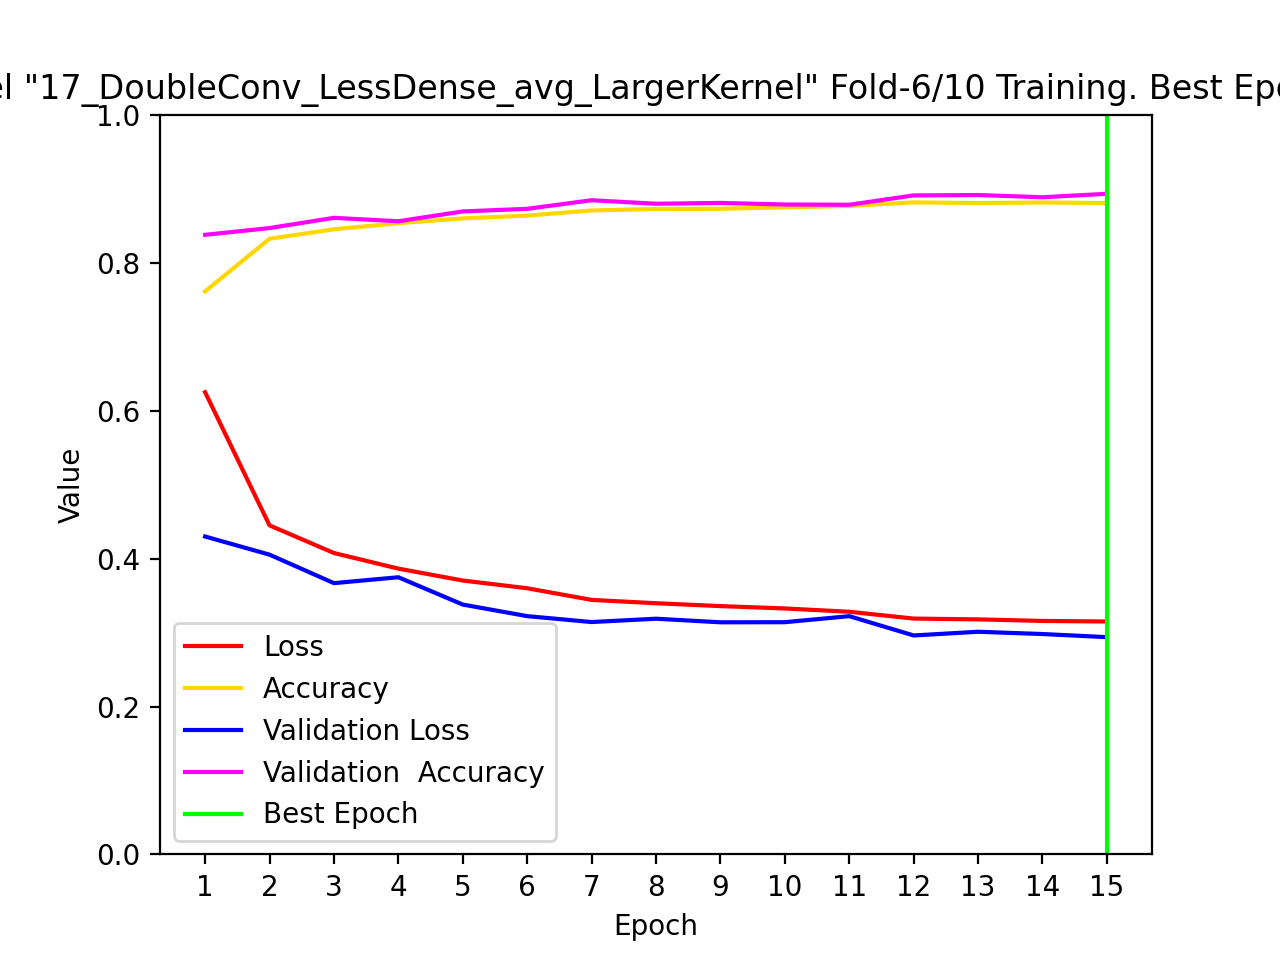 "17_DoubleConv_LessDense_avg_LargerKernel" Fold-6/10 Training. Best
1.0
0.8
0.6
0.4
0.2
0.0
Value
Loss
Accuracy
Validation Loss
Validation  Accuracy
Best Epoch
1 2 3 4 5 6 7 8 9 10 11 12 13 14 15
Epoch